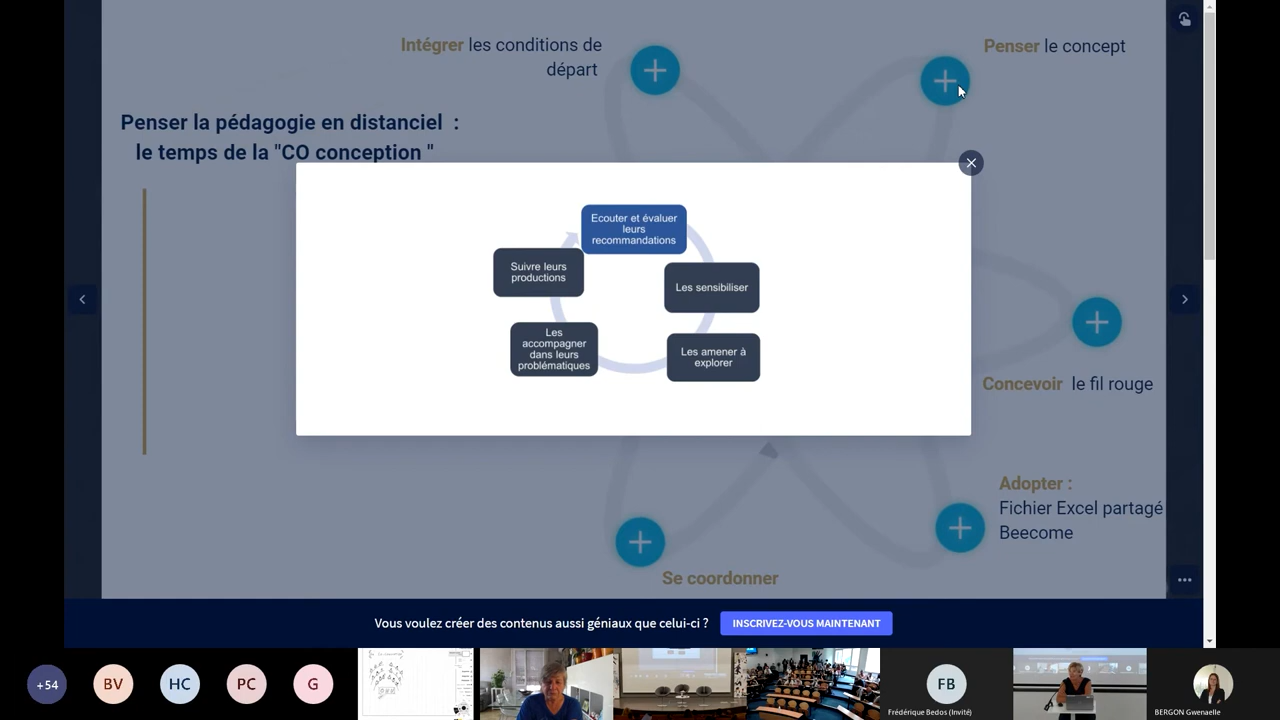 Intégrer les conditions de
départ
Penser le concept
Penser la pédagogie en distanciel :
le temps de la "CO conception "
Ecouter et évaluer
leurs
recommandations
Suivre leurs
productions
Les sensibiliser
Les
accompagner
dans leurs
problématiques
Les amener à
explorer
Concevoir le fil rouge
Adopter :
Fichier Excel partagé
Beecome
Se coordonner
Vous voulez créer des contenus aussi géniaux que celui-ci ?
INSCRIVEZ-VOUS MAINTENANT
+54
BV
HC
PC
G
FB
Frédérique Bedos (Invité)
BERGON Gwenaelle